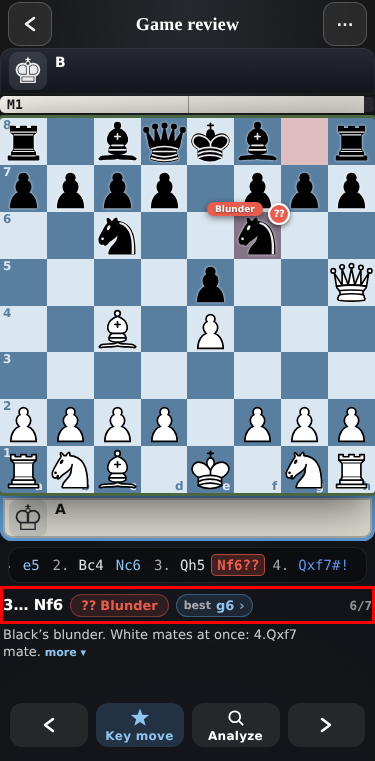 Game review
...
B
M1
8
7
Blunder
??
6
5
4
3
2
1
d
e
f
A
e5 2. Bc4 Nc6 3. Qh5 Nf6?? 4. Qxf7#!
3... Nf6 ?? Blunder best g6 › 6/7
Black’s blunder. White mates at once: 4.Qxf7
mate. more ▾
Key move
Analyze